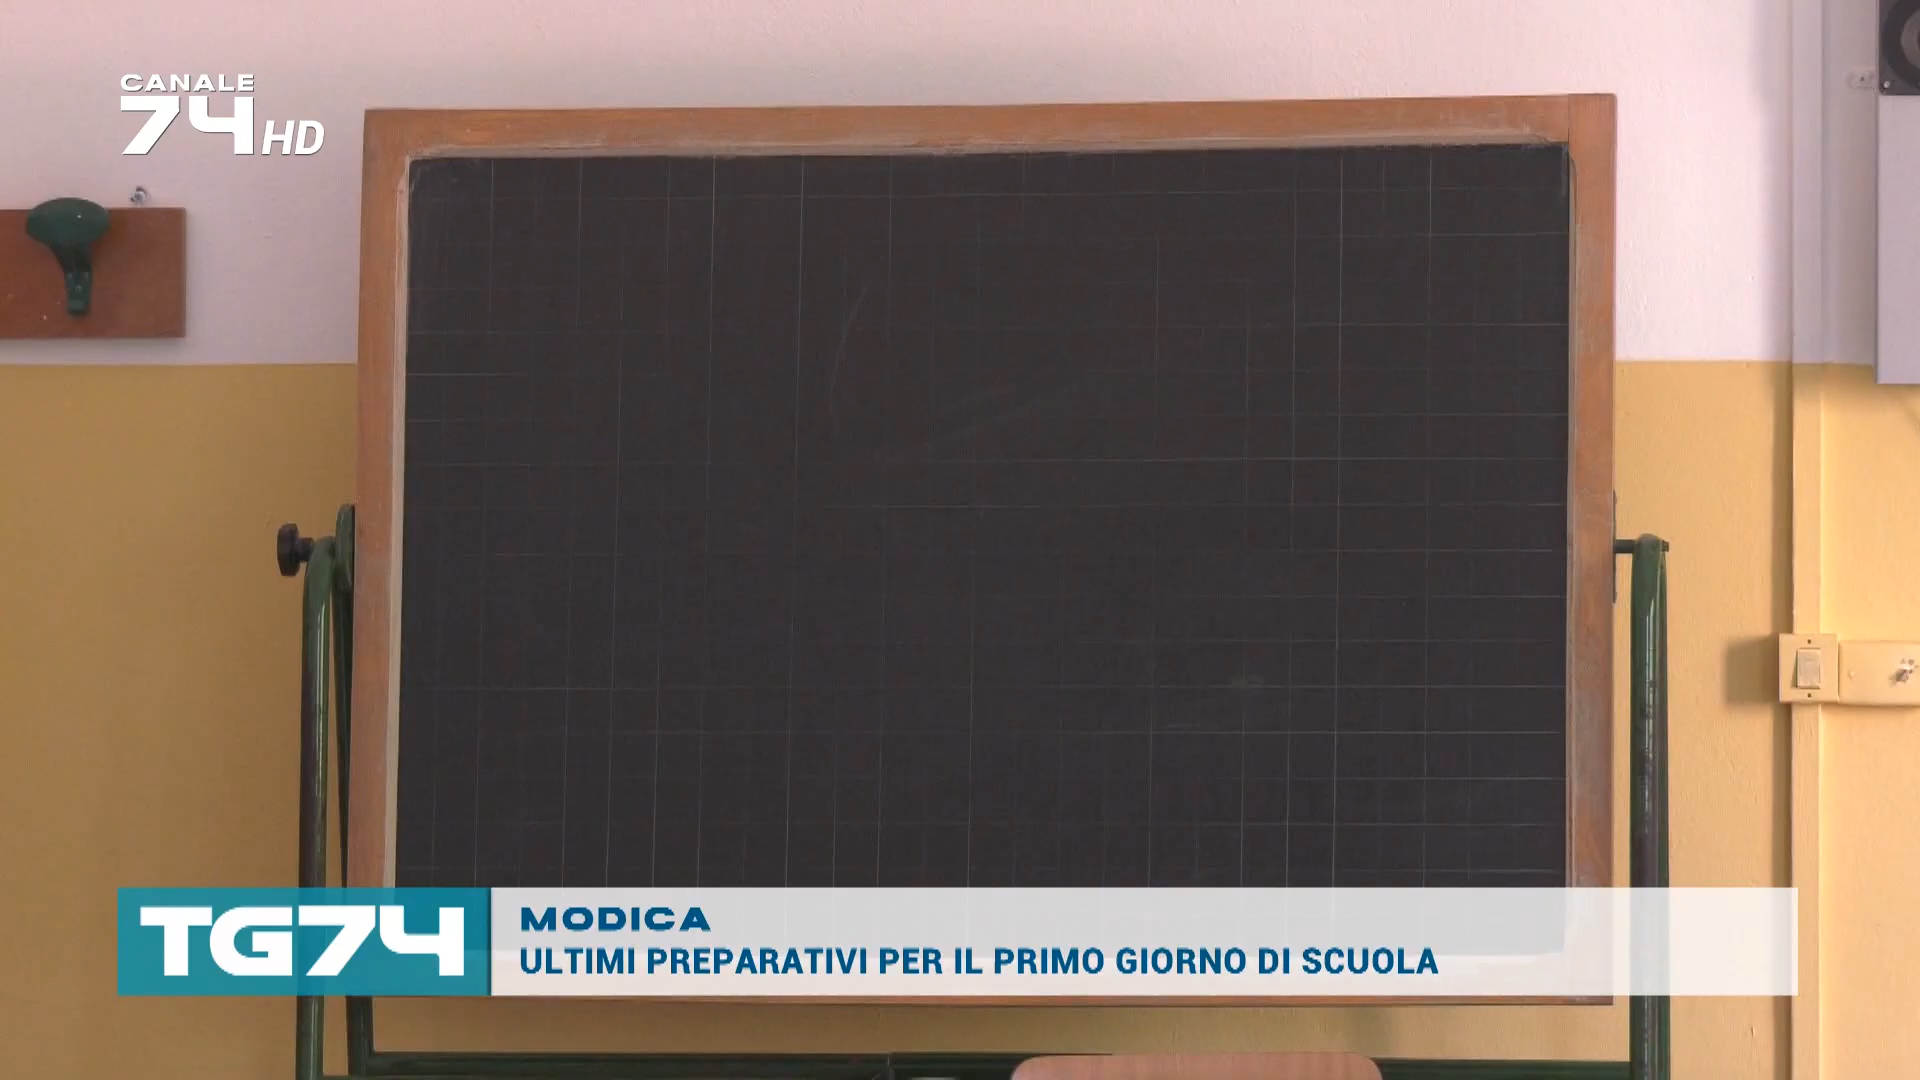 CANALE
74 HD
TG74
MODICA
ULTIMI PREPARATIVI PER IL PRIMO GIORNO DI SCUOLA